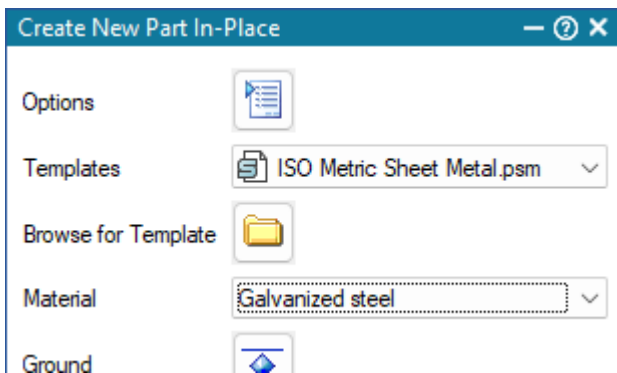 Create New Part In-Place
Options
Templates ISO Metric Sheet Metal.psm
Browse for Template
Material Galvanized steel
Ground